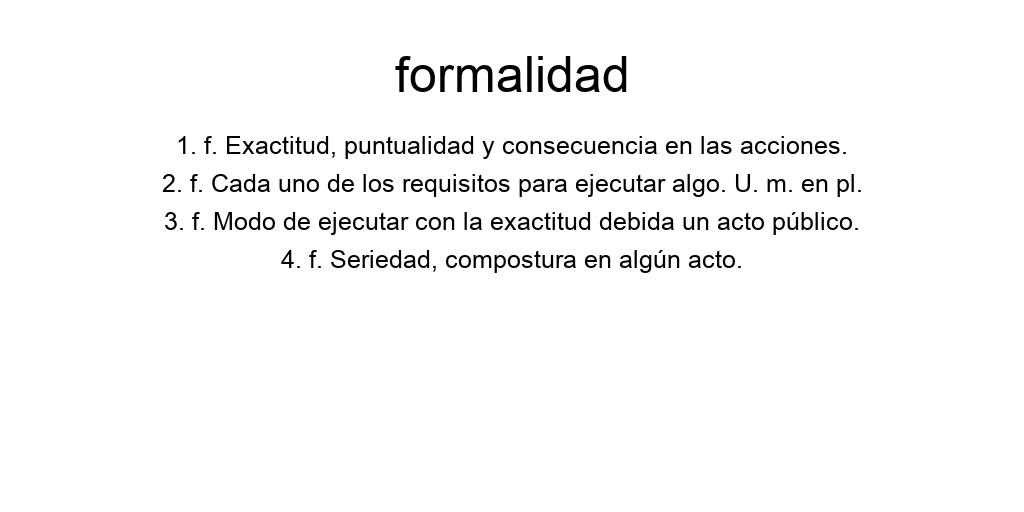 formalidad
1. f. Exactitud, puntualidad y consecuencia en las acciones.
2. f. Cada uno de los requisitos para ejecutar algo. U. m. en pl.
3. f. Modo de ejecutar con la exactitud debida un acto público.
4. f. Seriedad, compostura en algún acto.